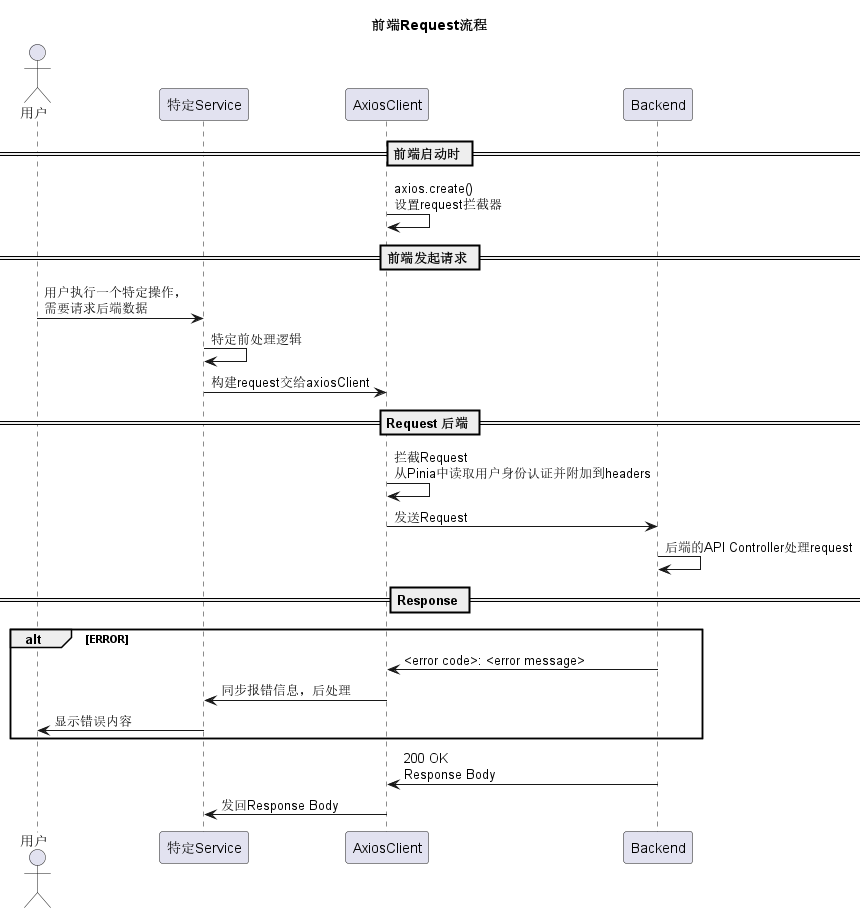 前端Request流程
用户
特定Service
AxiosClient
Backend
前端启动时
axios.create()
设置request拦截器
前端发起请求
用户执行一个特定操作，
需要请求后端数据
特定前处理逻辑
构建request交给axiosClient
Request 后端
拦截Request
从Pinia中读取用户身份认证并附加到headers
发送Request
后端的API Controller处理request
Response
alt
[ERROR]
<error code>: <error message>
同步报错信息，后处理
显示错误内容
200 OK
Response Body
发回Response Body
用户
特定Service
AxiosClient
Backend